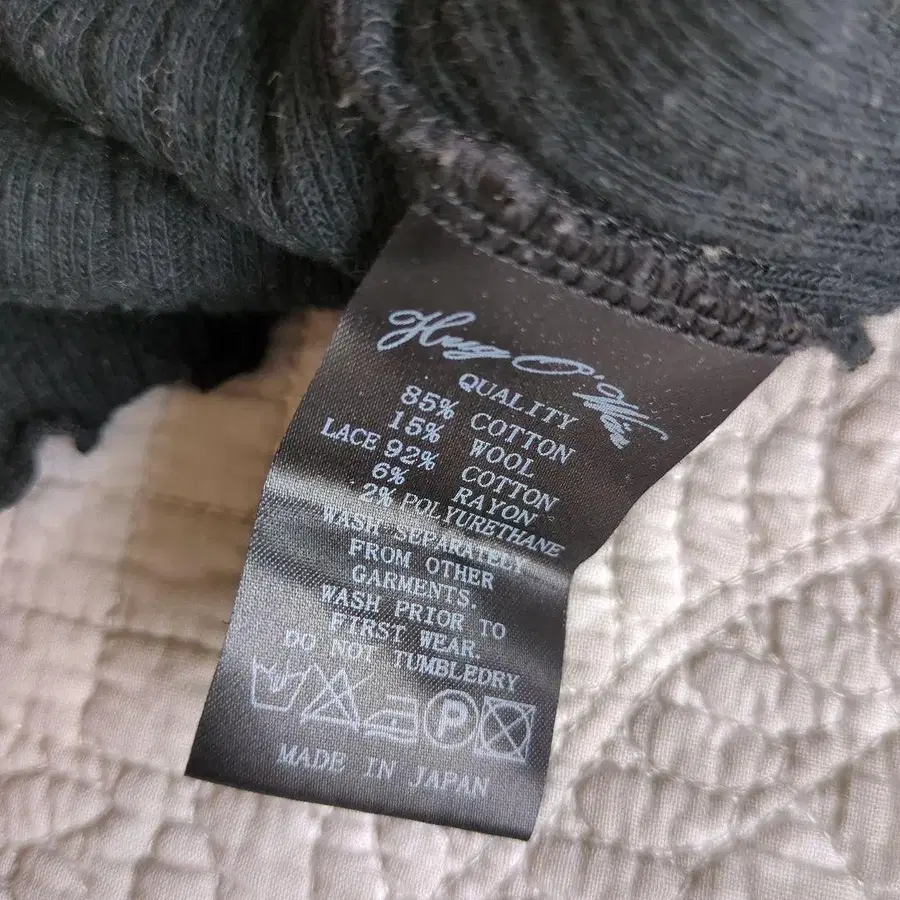 QUALITY
85% COTTON
15% WOOL
LACE 92% COTTON
6% RAYON
2% POLYURETHANE
WASH SEPARATELY
FROM OTHER
GARMENTS.
WASH PRIOR TO
FIRST WEAR.
DO NOT TUMBLEDRY
P
MADE IN JAPAN